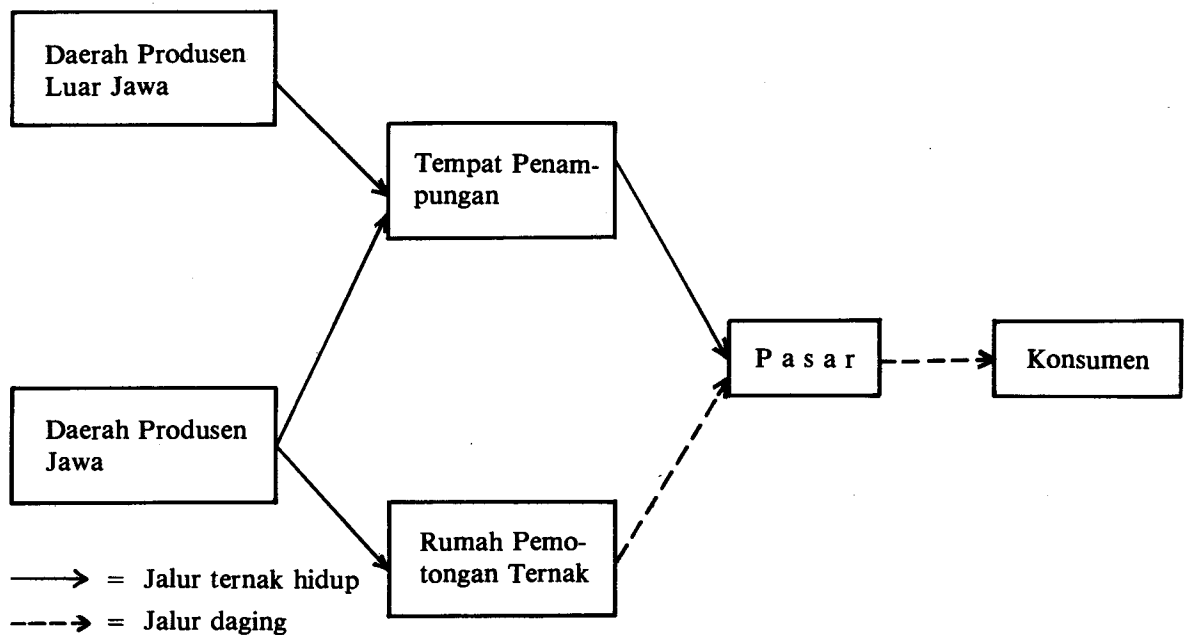 Daerah Produsen
Luar Jawa
Tempat Penam-
pungan
P a s a r
Konsumen
Daerah Produsen
Jawa
Rumah Pemo-
tongan Ternak
= Jalur ternak hidup
= Jalur daging